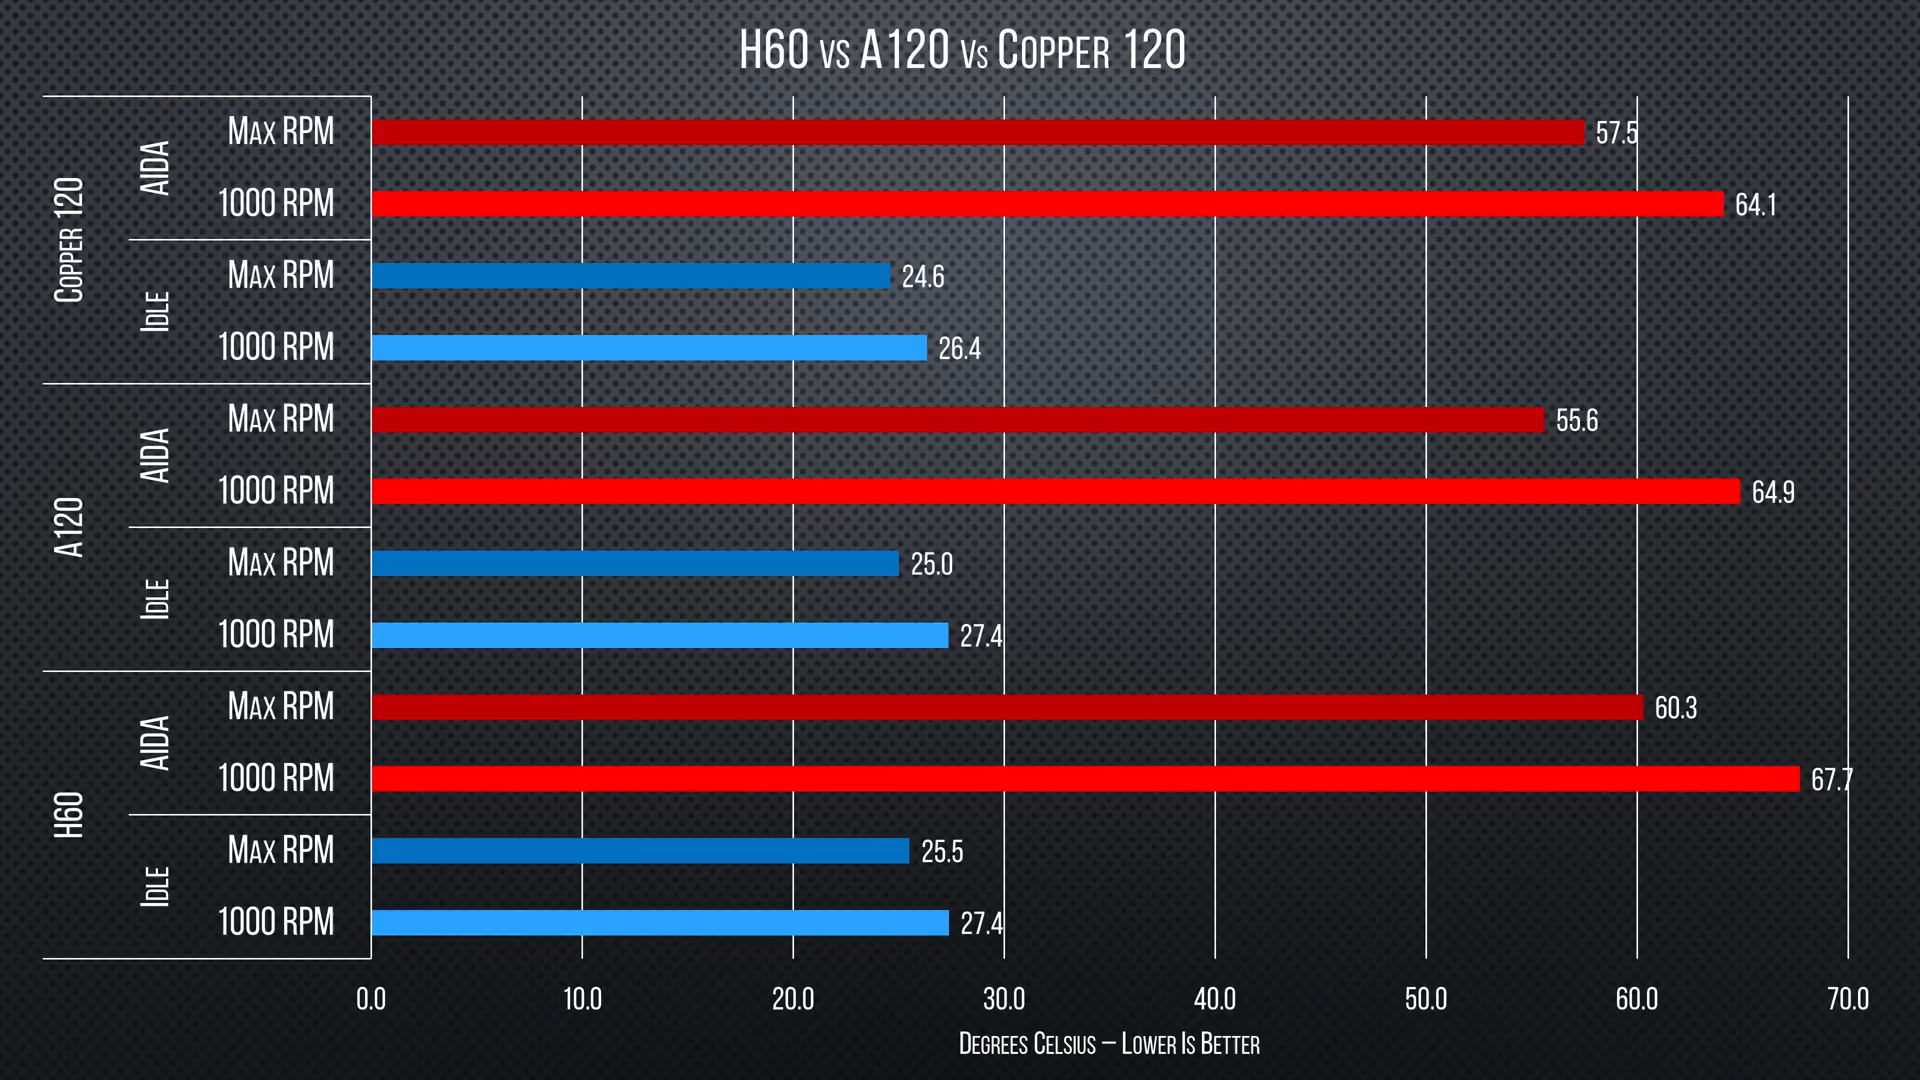 H60 vs A120 Vs Copper 120
Copper 120
AIDA
Max RPM
57.5
1000 RPM
64.1
Idle
Max RPM
24.6
1000 RPM
26.4
A120
AIDA
Max RPM
55.6
1000 RPM
64.9
Idle
Max RPM
25.0
1000 RPM
27.4
H60
AIDA
Max RPM
60.3
1000 RPM
67.7
Idle
Max RPM
25.5
1000 RPM
27.4
0.0 10.0 20.0 30.0 40.0 50.0 60.0 70.0
Degrees Celsius – Lower Is Better